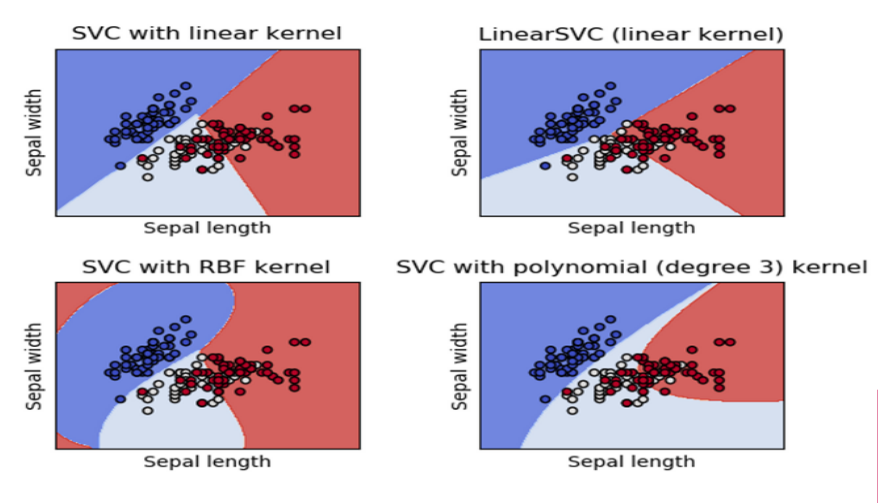 SVC with linear kernel
LinearSVC (linear kernel)
Sepal width
Sepal width
Sepal length
Sepal length
SVC with RBF kernel
SVC with polynomial (degree 3) kernel
Sepal width
Sepal width
Sepal length
Sepal length